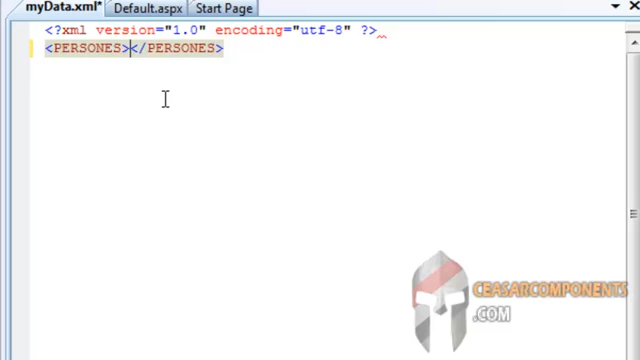 myData.xml* Default.aspx Start Page
<?xml version="1.0" encoding="utf-8" ?>
<PERSONES></PERSONES>
CEASARCOMPONENTS
.COM